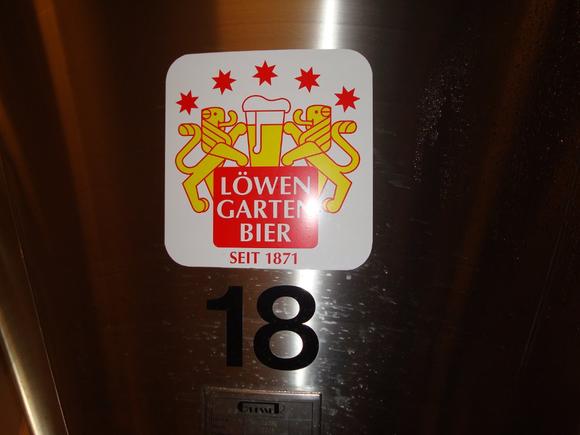 LÖWEN
GARTEN
BIER
SEIT 1871
18